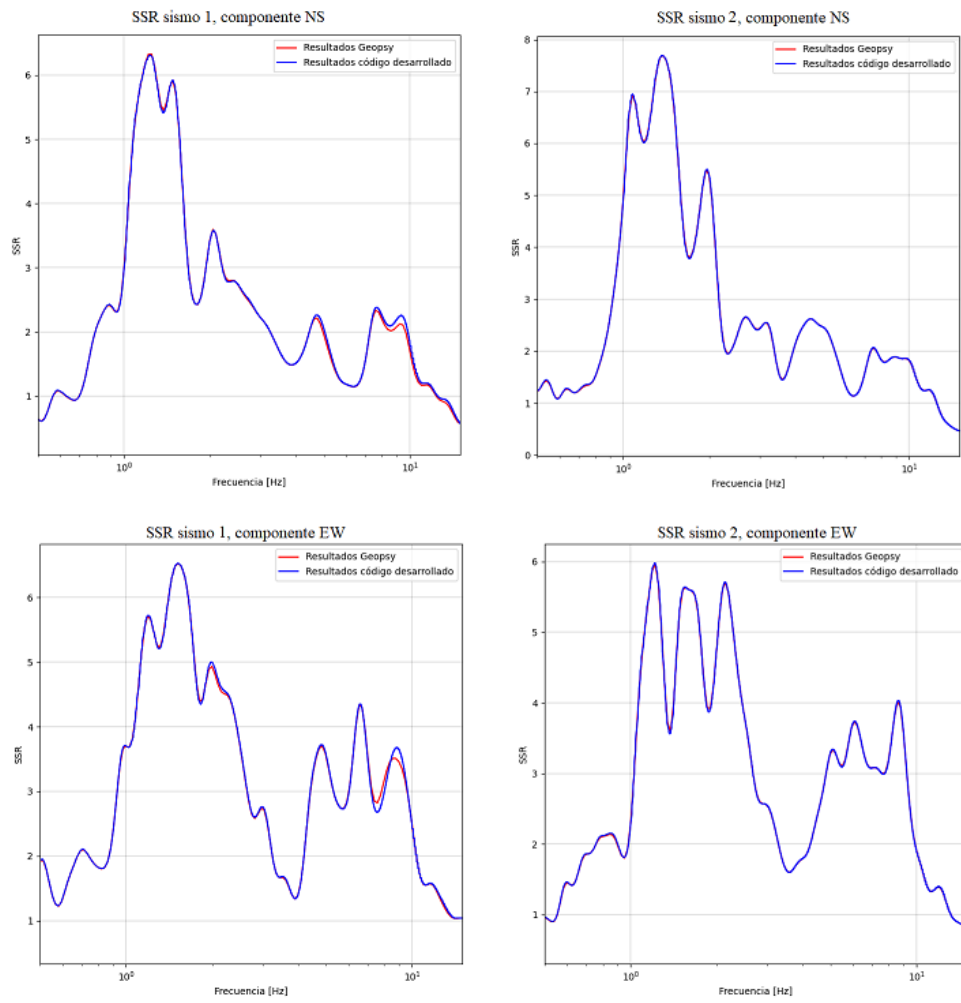 SSR sismo 1, componente NS
Resultados Geopsy
Resultados código desarrollado
6
5
4
3
2
1
SSR
10⁰
10¹
Frecuencia [Hz]
SSR sismo 2, componente NS
Resultados Geopsy
Resultados código desarrollado
8
7
6
5
4
3
2
1
0
SSR
10⁰
10¹
Frecuencia [Hz]
SSR sismo 1, componente EW
Resultados Geopsy
Resultados código desarrollado
6
5
4
3
2
1
SSR
10⁰
10¹
Frecuencia [Hz]
SSR sismo 2, componente EW
Resultados Geopsy
Resultados código desarrollado
6
5
4
3
2
1
SSR
10⁰
10¹
Frecuencia [Hz]